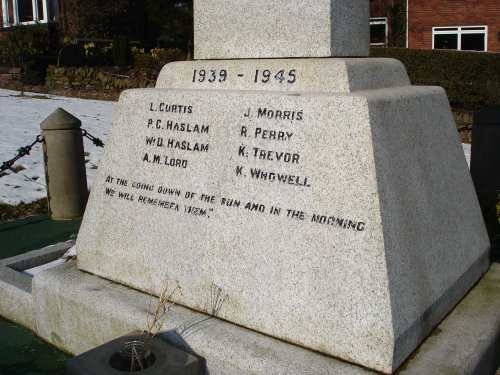 1939 - 1945
L. CURTIS
P. C. HASLAM
W. D. HASLAM
A. M. LORD
J. MORRIS
R. PERRY
K. TREVOR
K. WHOWELL
AT THE GOING DOWN OF THE SUN AND IN THE MORNING
WE WILL REMEMBER THEM."